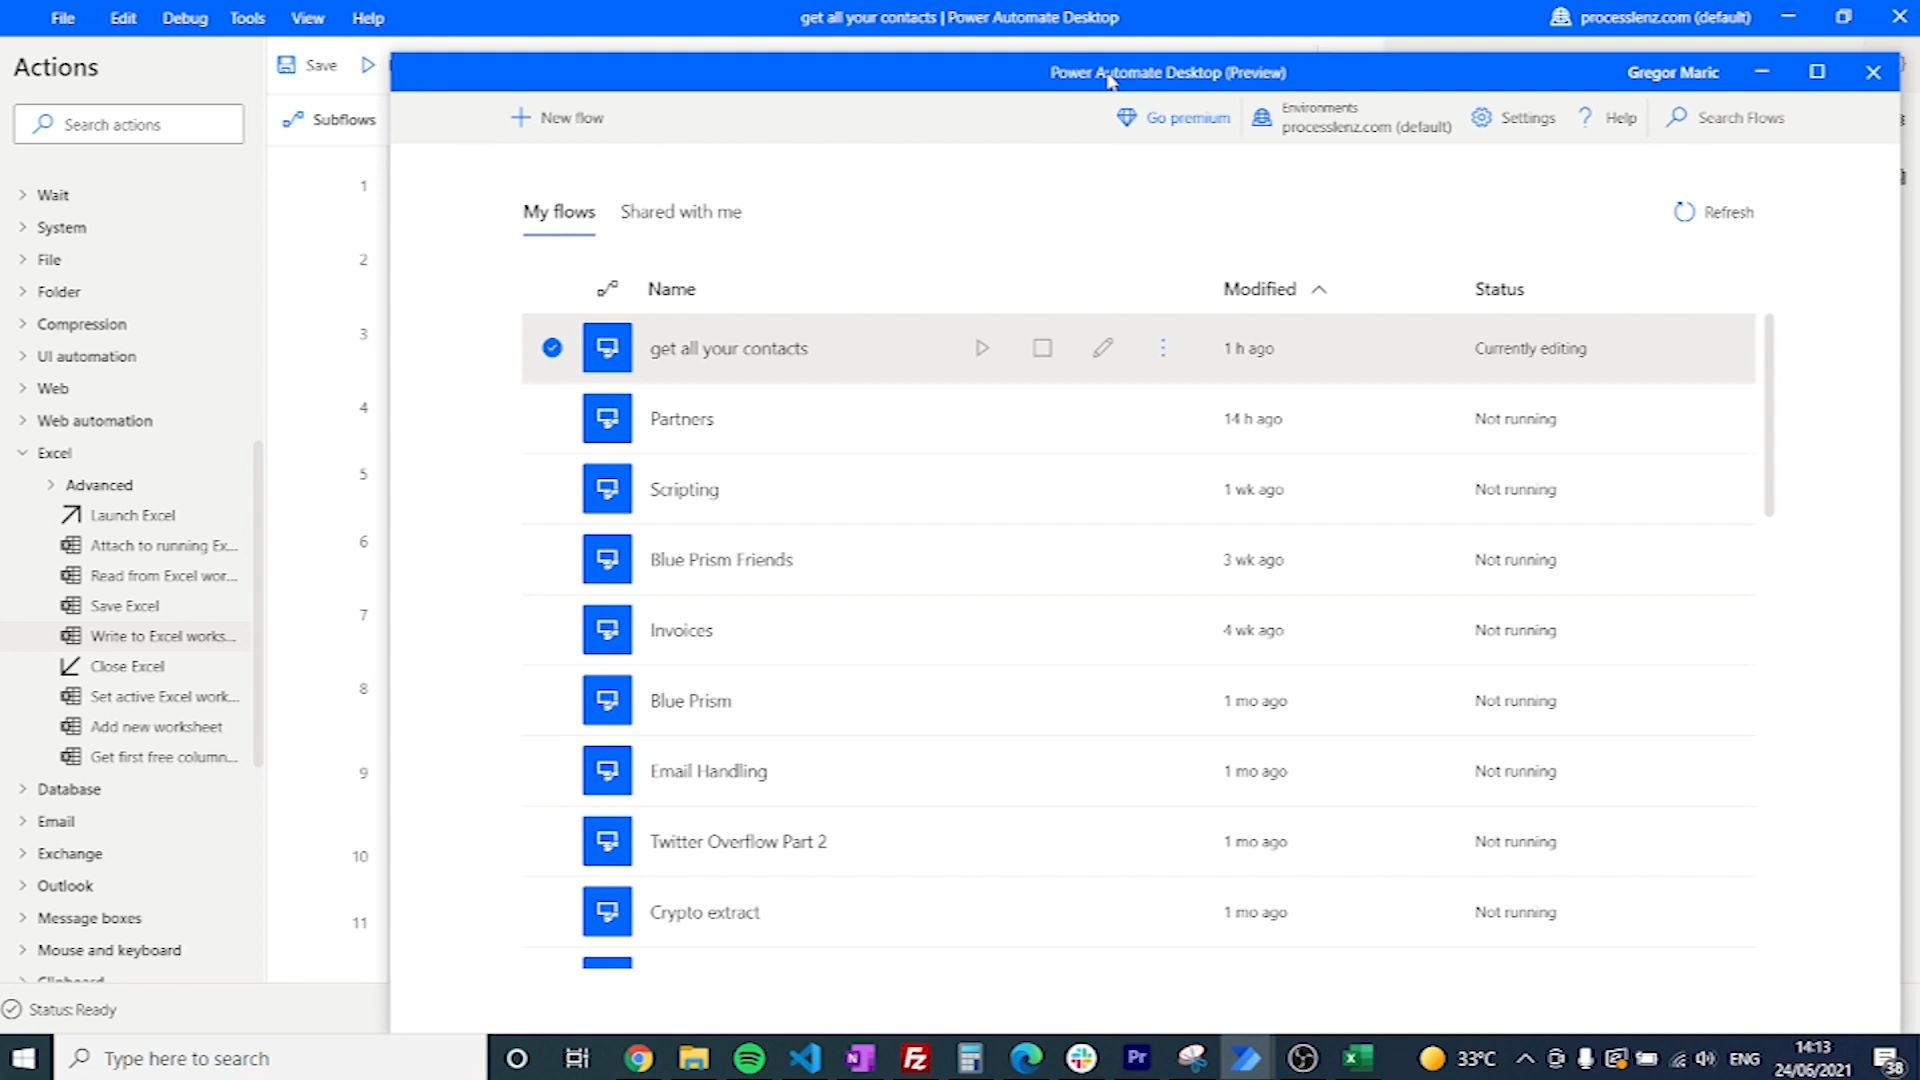 File Edit Debug Tools View Help
get all your contacts | Power Automate Desktop
processlenz.com (default)
Actions
Save
Search actions
Subflows
Wait
System
File
Folder
Compression
UI automation
Web
Web automation
Excel
Advanced
Launch Excel
Attach to running Ex...
Read from Excel wor...
Save Excel
Write to Excel works...
Close Excel
Set active Excel work...
Add new worksheet
Get first free column...
Database
Email
Exchange
Outlook
Message boxes
Mouse and keyboard
Clipboard
Status: Ready
1
2
3
4
5
6
7
8
9
10
11
Power Automate Desktop (Preview)
Gregor Maric
New flow
Go premium
Environments
processlenz.com (default)
Settings
Help
Search Flows
My flows Shared with me
Refresh
Name Modified Status
get all your contacts 1 h ago Currently editing
Partners 14 h ago Not running
Scripting 1 wk ago Not running
Blue Prism Friends 3 wk ago Not running
Invoices 4 wk ago Not running
Blue Prism 1 mo ago Not running
Email Handling 1 mo ago Not running
Twitter Overflow Part 2 1 mo ago Not running
Crypto extract 1 mo ago Not running
Type here to search
33°C
ENG
14:13
24/06/2021
38